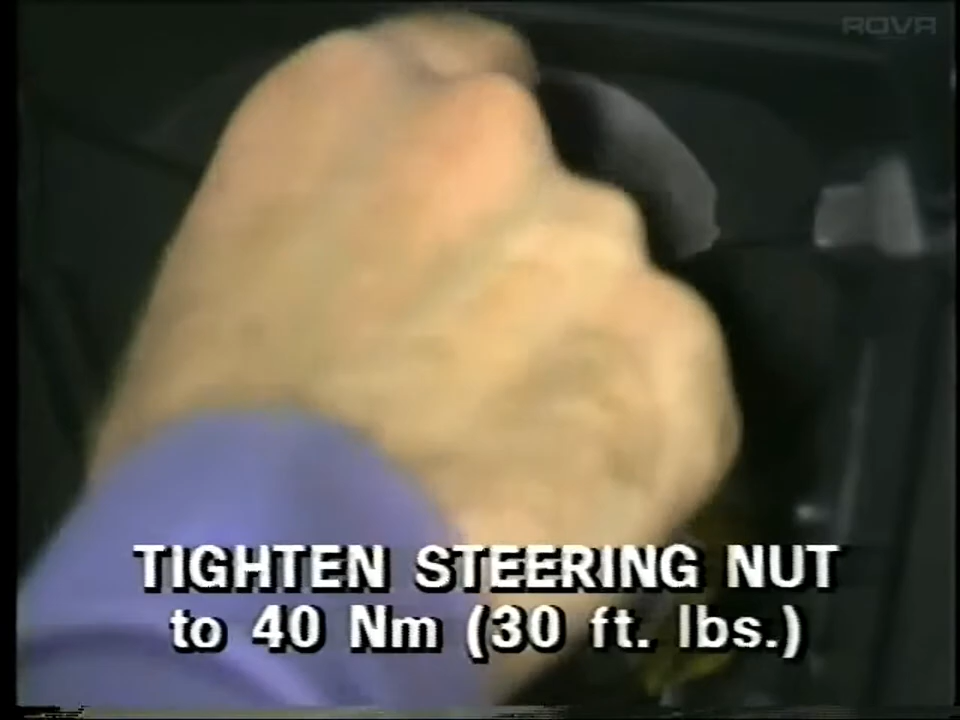 ROVR
TIGHTEN STEERING NUT
to 40 Nm (30 ft. lbs.)